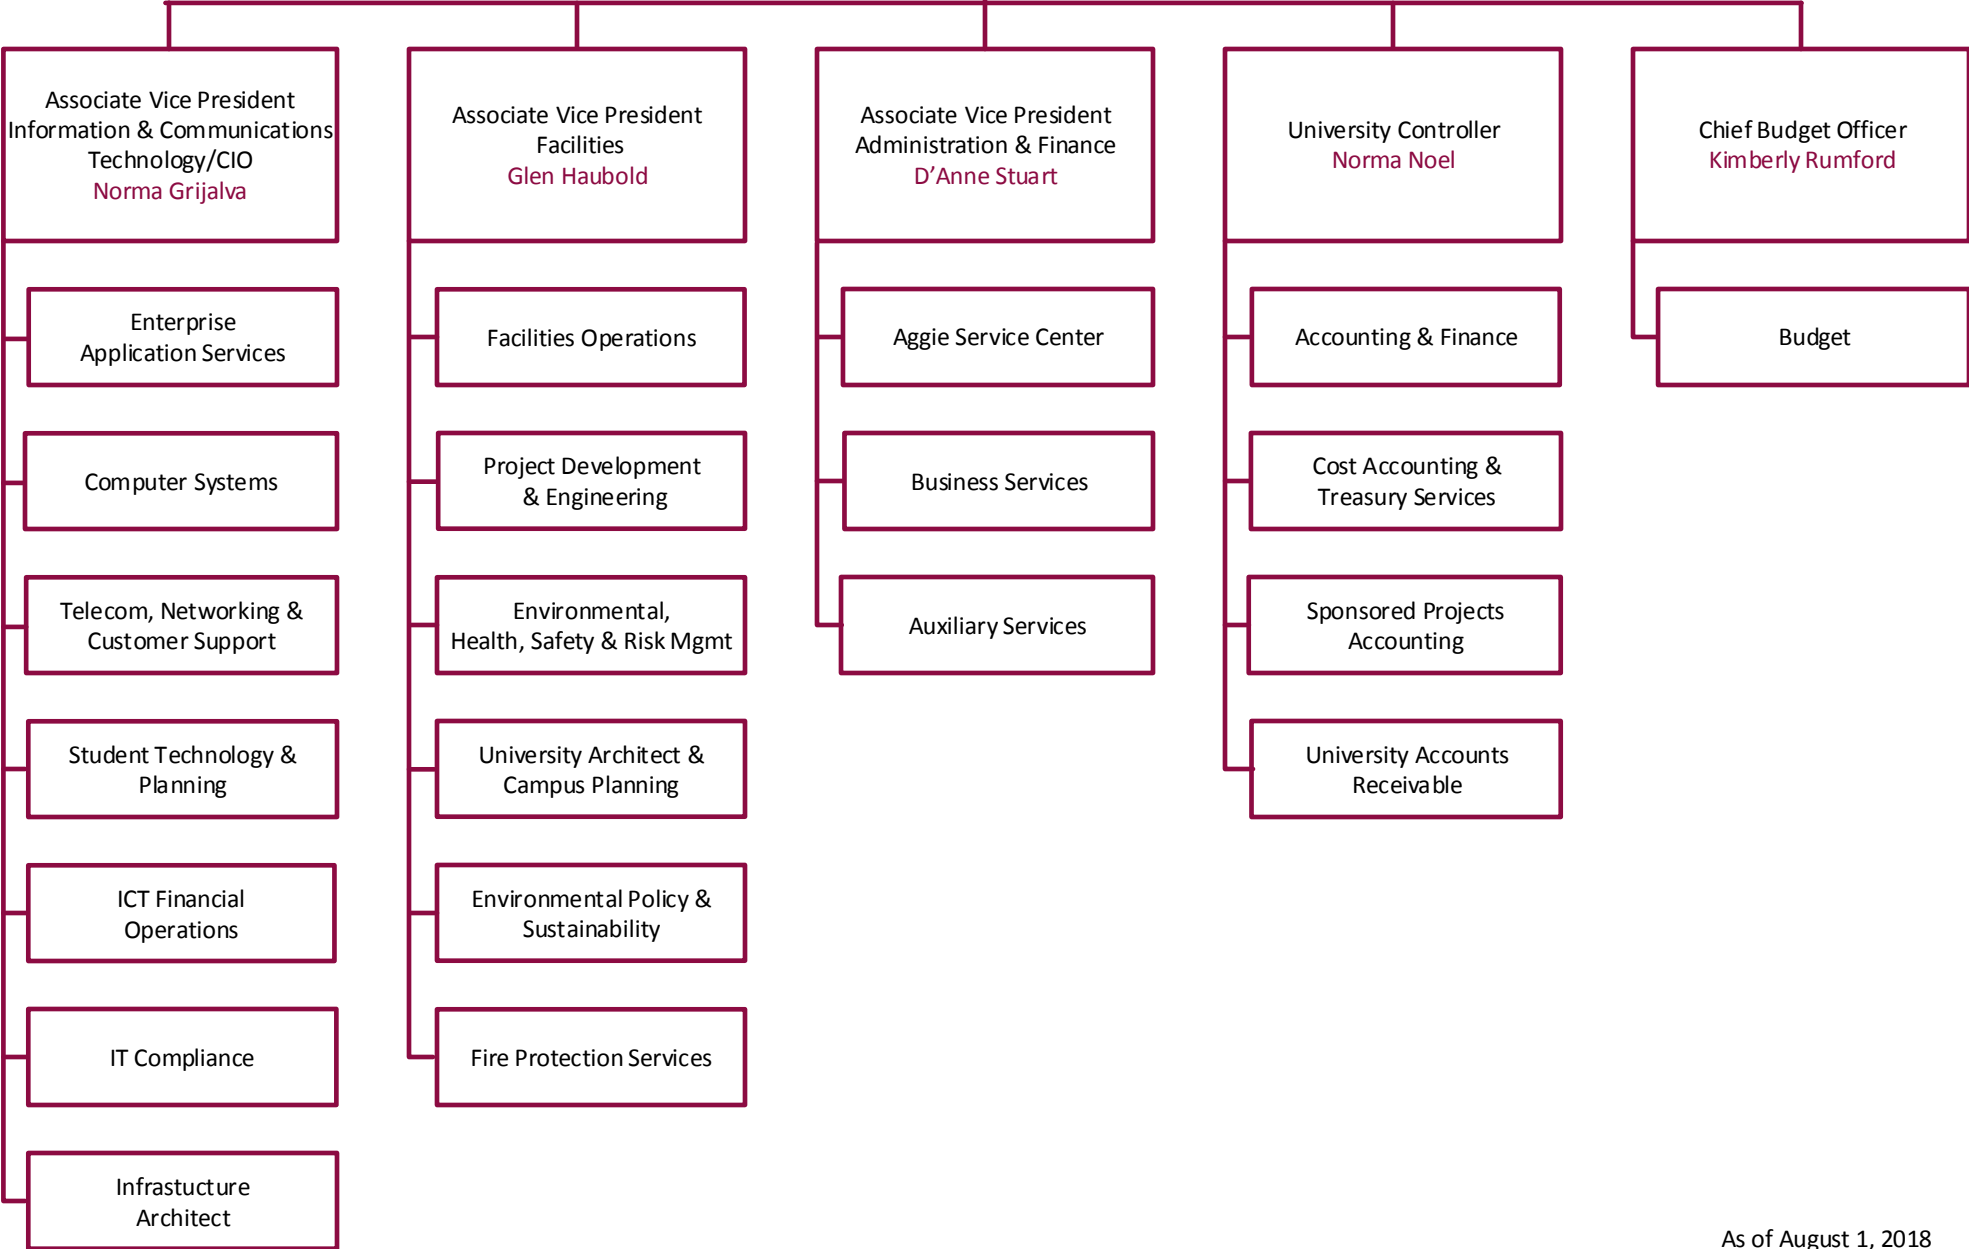 Associate Vice President
Information & Communications
Technology/CIO
Norma Grijalva
Enterprise
Application Services
Computer Systems
Telecom, Networking &
Customer Support
Student Technology &
Planning
ICT Financial
Operations
IT Compliance
Infrastucture
Architect
Associate Vice President
Facilities
Glen Haubold
Facilities Operations
Project Development
& Engineering
Environmental,
Health, Safety & Risk Mgmt
University Architect &
Campus Planning
Environmental Policy &
Sustainability
Fire Protection Services
Associate Vice President
Administration & Finance
D’Anne Stuart
Aggie Service Center
Business Services
Auxiliary Services
University Controller
Norma Noel
Accounting & Finance
Cost Accounting &
Treasury Services
Sponsored Projects
Accounting
University Accounts
Receivable
Chief Budget Officer
Kimberly Rumford
Budget
As of August 1, 2018